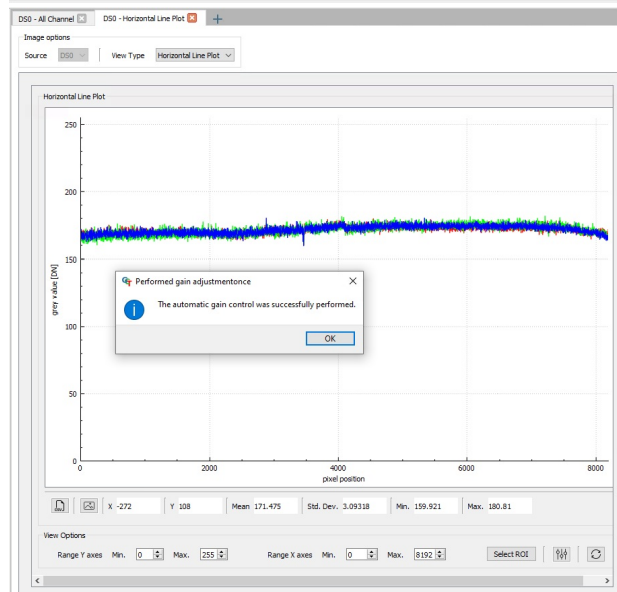 DS0 - All Channel
DS0 - Horizontal Line Plot
Image options
Source DS0 View Type Horizontal Line Plot
Horizontal Line Plot
250
200
150
100
50
0
grey value [DN]
Performed gain adjustmentonce
The automatic gain control was successfully performed.
OK
0 2000 4000 6000 8000
pixel position
X -272 Y 108 Mean 171.475 Std. Dev. 3.09318 Min. 159.921 Max. 180.81
View Options
Range Y axes Min. 0 Max. 255 Range X axes Min. 0 Max. 8192 Select ROI